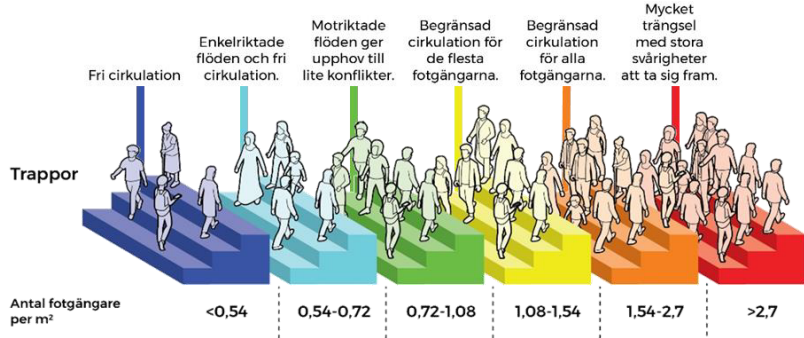 Fri cirkulation
Enkelriktade
flöden och fri
cirkulation.
Motriktade
flöden ger
upphov till
lite konflikter.
Begränsad
cirkulation för
de flesta
fotgängarna.
Begränsad
cirkulation
för alla
fotgängarna.
Mycket
trängsel
med stora
svårigheter
att ta sig fram.
Trappor
Antal fotgängare
per m²
<0,54
0,54-0,72
0,72-1,08
1,08-1,54
1,54-2,7
>2,7